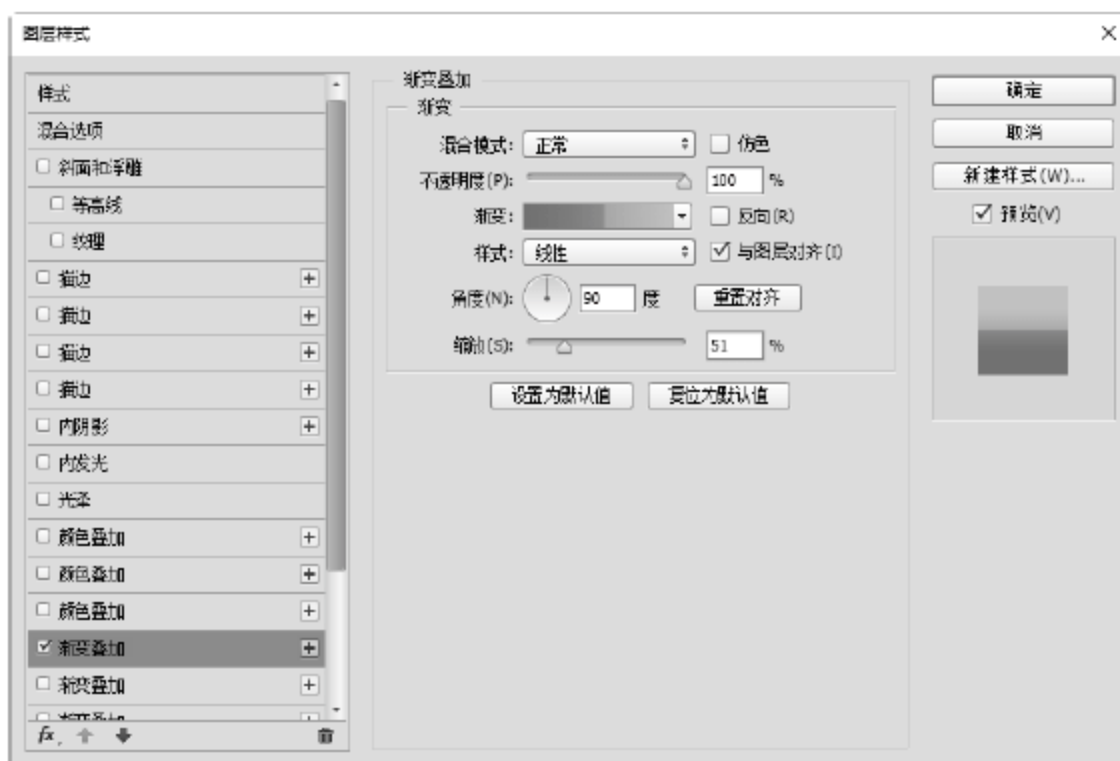 图层样式
样式
混合选项
斜面和浮雕
等高线
纹理
描边
描边
描边
描边
内阴影
内发光
光泽
颜色叠加
颜色叠加
颜色叠加
渐变叠加
渐变叠加
渐变叠加
fx
渐变叠加
渐变
混合模式: 正常 仿色
不透明度(P): 100 %
渐变: 反向(R)
样式: 线性 与图层对齐(I)
角度(N): 90 度 重置对齐
缩放(S): 51 %
设置为默认值 复位为默认值
确定
取消
新建样式(W)...
预览(V)